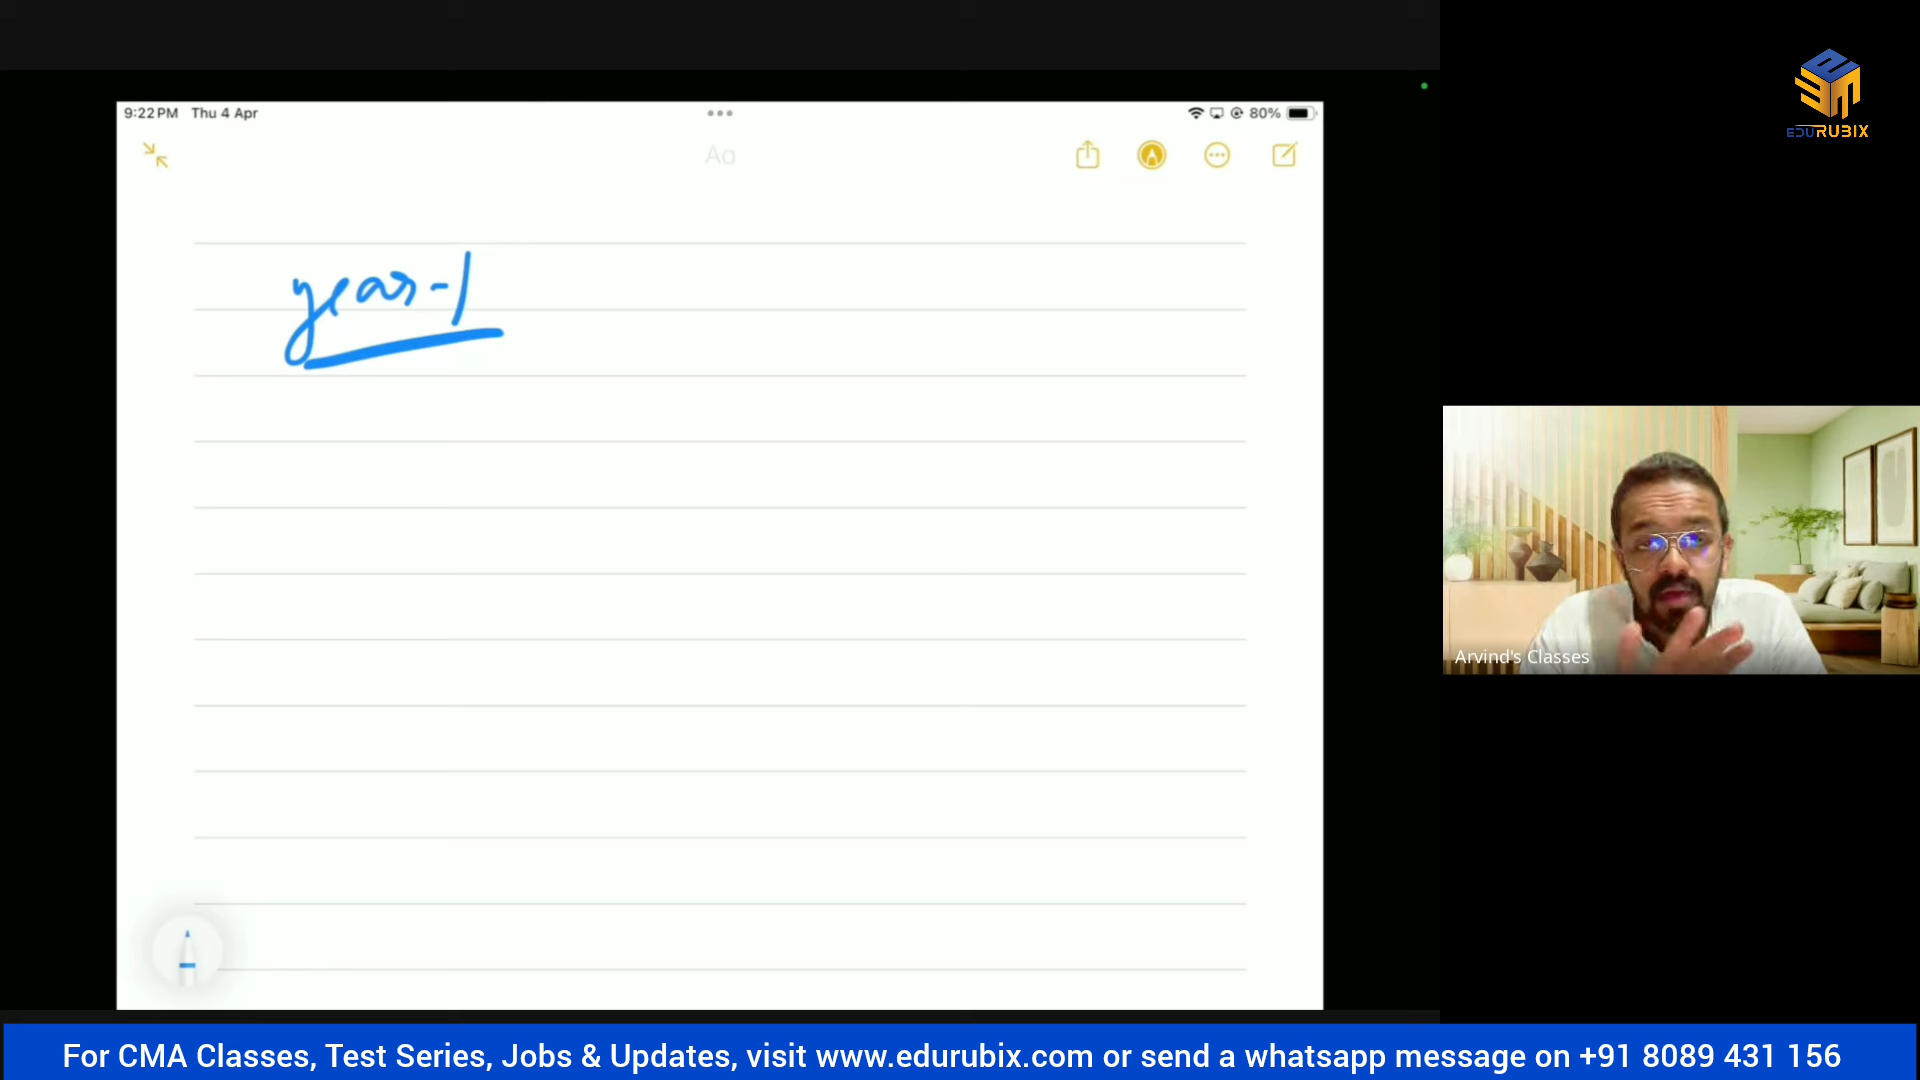 9:22 PM Thu 4 Apr
80%
Aa
EDURUBIX
year-1
Arvind's Classes
For CMA Classes, Test Series, Jobs & Updates, visit www.edurubix.com or send a whatsapp message on +91 8089 431 156